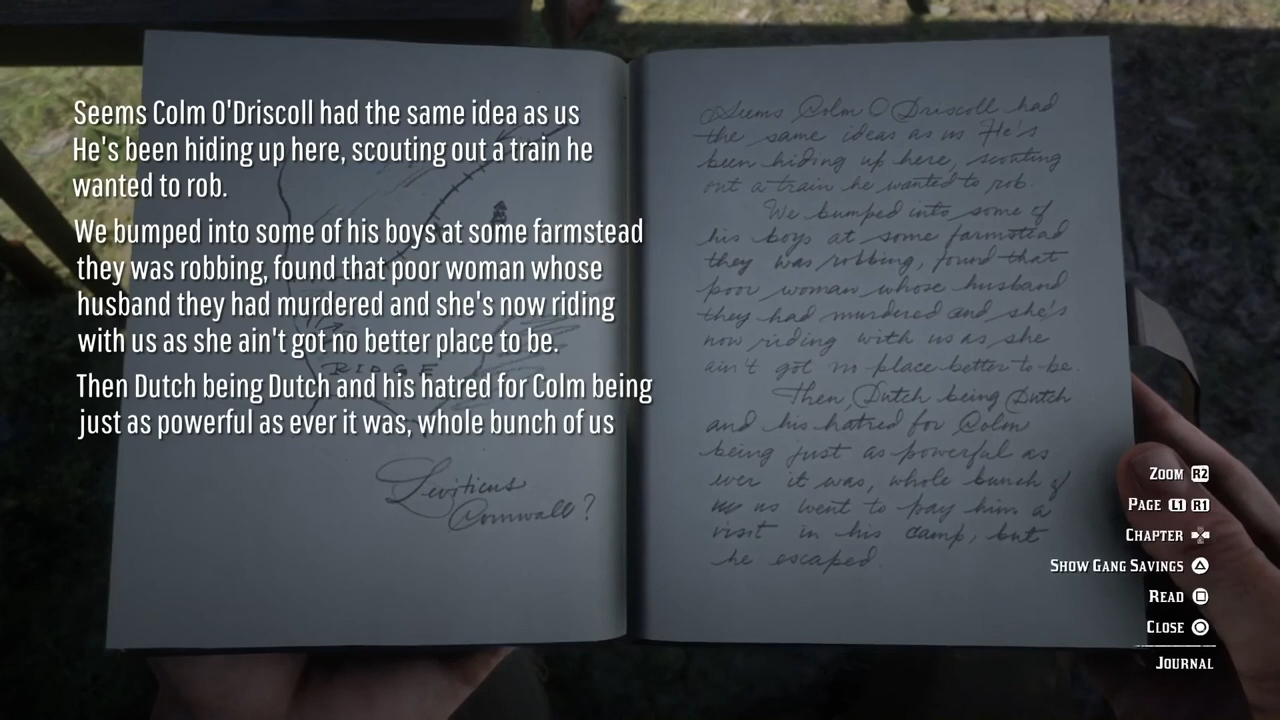 Seems Colm O'Driscoll had the same idea as us
He's been hiding up here, scouting out a train he
wanted to rob.
We bumped into some of his boys at some farmstead
they was robbing, found that poor woman whose
husband they had murdered and she's now riding
with us as she ain't got no better place to be.
Then Dutch being Dutch and his hatred for Colm being
just as powerful as ever it was, whole bunch of us
RIDGE
Leviticus
Cornwall?
Seems Colm O'Driscoll had
the same ideas as us He's
been hiding up here, scouting
out a train he wanted to rob.
We bumped into some of
his boys at some farmstead
they was robbing, found that
poor woman whose husband
they had murdered and she's
now riding with us as she
ain't got no place better to be.
Then, Dutch being Dutch
and his hatred for Colm
being just as powerful as
ever it was, whole bunch of
us went to pay him a
visit in his camp, but
he escaped.
ZOOM R2
PAGE L1 R1
CHAPTER
SHOW GANG SAVINGS
READ
CLOSE
JOURNAL